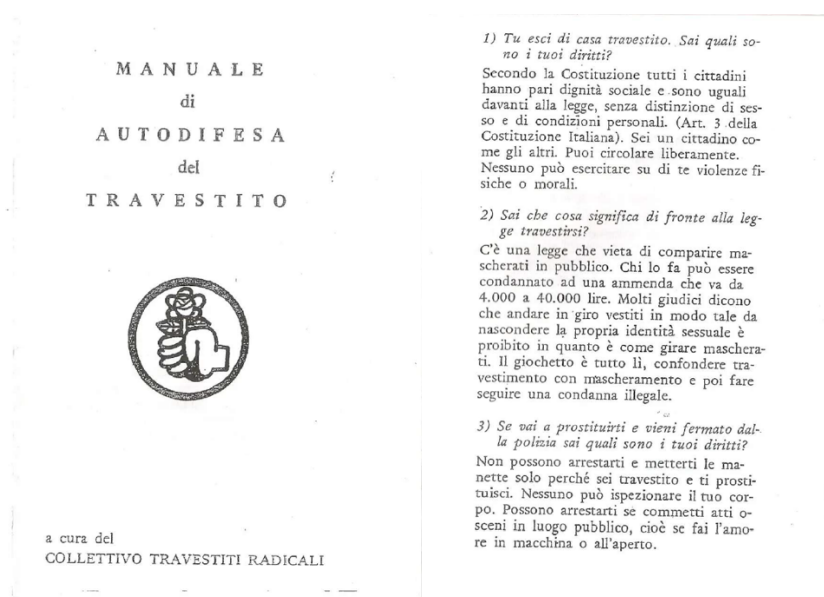 MANUALE
di
AUTODIFESA
del
TRAVESTITO
a cura del
COLLETTIVO TRAVESTITI RADICALI
1) Tu esci di casa travestito. Sai quali so-
no i tuoi diritti?
Secondo la Costituzione tutti i cittadini
hanno pari dignità sociale e sono uguali
davanti alla legge, senza distinzione di ses-
so e di condizioni personali. (Art. 3 della
Costituzione Italiana). Sei un cittadino co-
me gli altri. Puoi circolare liberamente.
Nessuno può esercitare su di te violenze fi-
siche o morali.
2) Sai che cosa significa di fronte alla leg-
ge travestirsi?
C'è una legge che vieta di comparire ma-
scherati in pubblico. Chi lo fa può essere
condannato ad una ammenda che va da
4.000 a 40.000 lire. Molti giudici dicono
che andare in giro vestiti in modo tale da
nascondere la propria identità sessuale è
proibito in quanto è come girare maschera-
ti. Il giochetto è tutto lì, confondere tra-
vestimento con mascheramento e poi fare
seguire una condanna illegale.
3) Se vai a prostituirti e vieni fermato dal-
la polizia sai quali sono i tuoi diritti?
Non possono arrestarti e metterti le ma-
nette solo perché sei travestito e ti prosti-
tuisci. Nessuno può ispezionare il tuo cor-
po. Possono arrestarti se commetti atti o-
sceni in luogo pubblico, cioè se fai l'amo-
re in macchina o all'aperto.